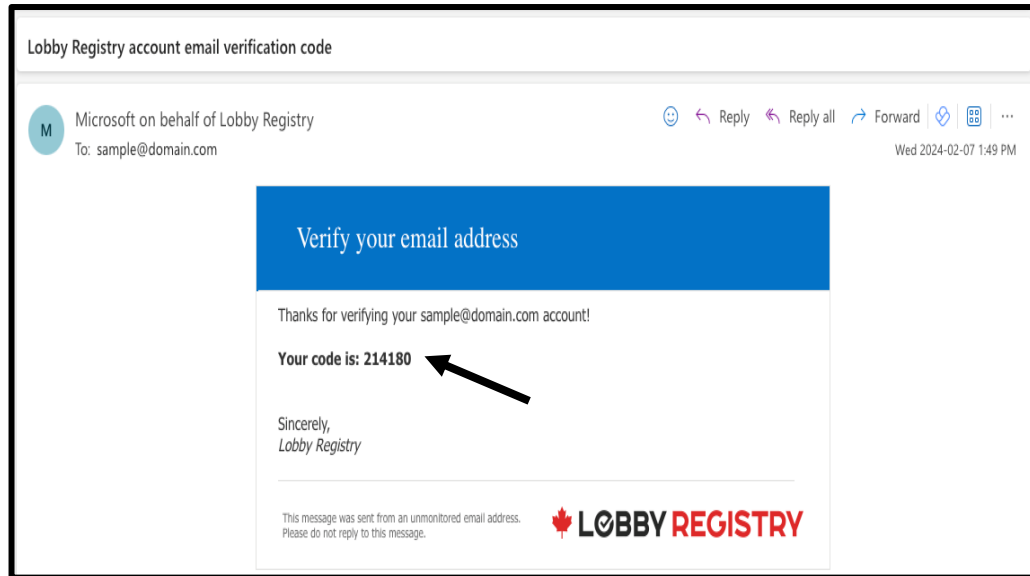 Lobby Registry account email verification code
M
Microsoft on behalf of Lobby Registry
To: sample@domain.com
Reply
Reply all
Forward
Wed 2024-02-07 1:49 PM
Verify your email address
Thanks for verifying your sample@domain.com account!
Your code is: 214180
Sincerely,
Lobby Registry
This message was sent from an unmonitored email address.
Please do not reply to this message.
LOBBY REGISTRY